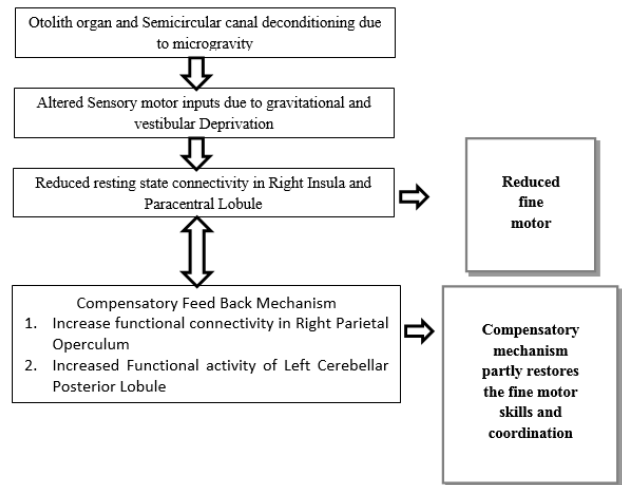 Otolith organ and Semicircular canal deconditioning due
to microgravity
Altered Sensory motor inputs due to gravitational and
vestibular Deprivation
Reduced resting state connectivity in Right Insula and
Paracentral Lobule
Reduced
fine
motor
Compensatory Feed Back Mechanism
1. Increase functional connectivity in Right Parietal
Operculum
2. Increased Functional activity of Left Cerebellar
Posterior Lobule
Compensatory
mechanism
partly restores
the fine motor
skills and
coordination